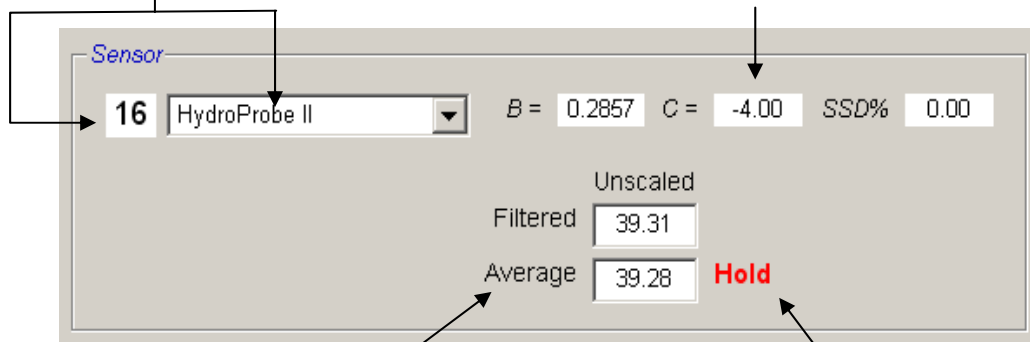 Sensor
16 HydroProbe II B = 0.2857 C = -4.00 SSD% 0.00
Unscaled
Filtered 39.31
Average 39.28 Hold